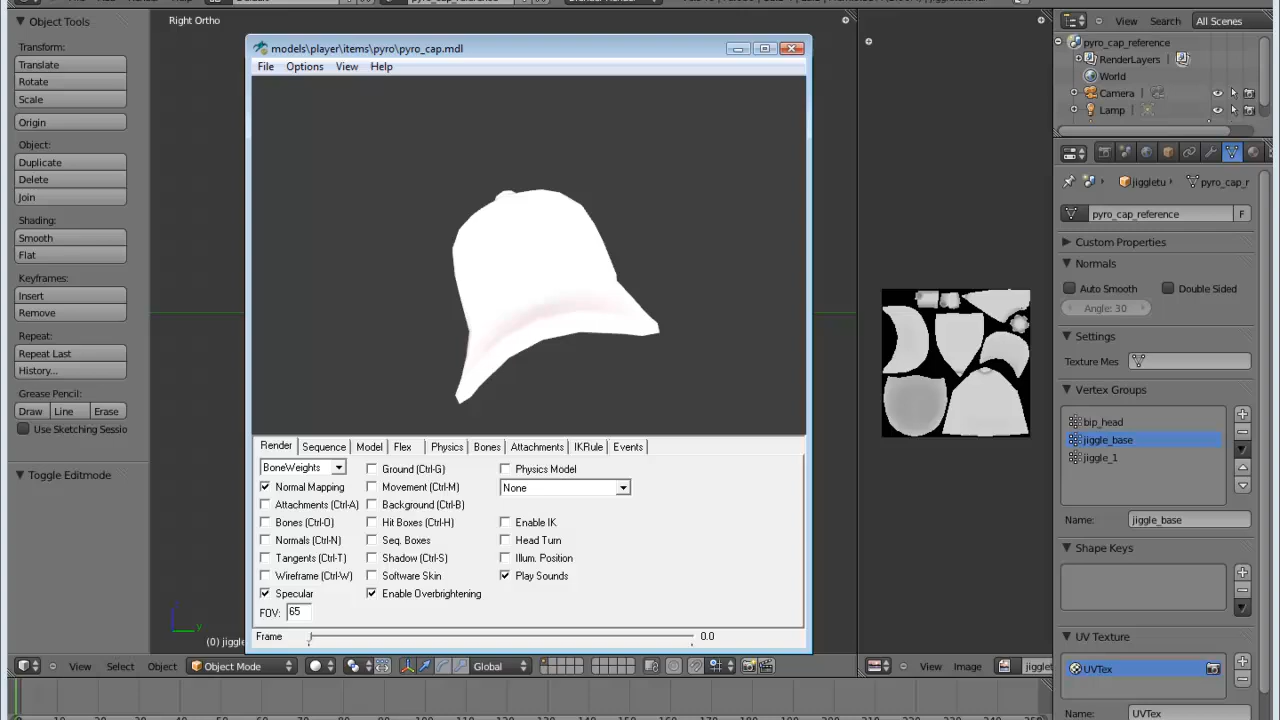 pyro_cap_reference
Object Tools
Right Ortho
View
Search
All Scenes
Transform:
Translate
Rotate
Scale
Origin
Object:
Duplicate
Delete
Join
Shading:
Smooth
Flat
Keyframes:
Insert
Remove
Repeat:
Repeat Last
History...
Grease Pencil:
Draw
Line
Erase
Use Sketching Sessio
Toggle Editmode
models\player\items\pyro\pyro_cap.mdl
File
Options
View
Help
Render
Sequence
Model
Flex
Physics
Bones
Attachments
IKRule
Events
BoneWeights
Normal Mapping
Attachments (Ctrl-A)
Bones (Ctrl-O)
Normals (Ctrl-N)
Tangents (Ctrl-T)
Wireframe (Ctrl-W)
Specular
FOV: 65
Ground (Ctrl-G)
Movement (Ctrl-M)
Background (Ctrl-B)
Hit Boxes (Ctrl-H)
Seq. Boxes
Shadow (Ctrl-S)
Software Skin
Enable Overbrightening
Physics Model
None
Enable IK
Head Turn
Illum. Position
Play Sounds
Frame
0.0
y
(0) jiggle
View
Select
Object
Object Mode
Global
View
Image
jigglet
pyro_cap_reference
RenderLayers
World
Camera
Lamp
jiggletu
pyro_cap_r
pyro_cap_reference
F
Custom Properties
Normals
Auto Smooth
Double Sided
Angle: 30
Settings
Texture Mes
Vertex Groups
bip_head
jiggle_base
jiggle_1
Name:
jiggle_base
Shape Keys
UV Texture
UVTex
Name:
UVTex